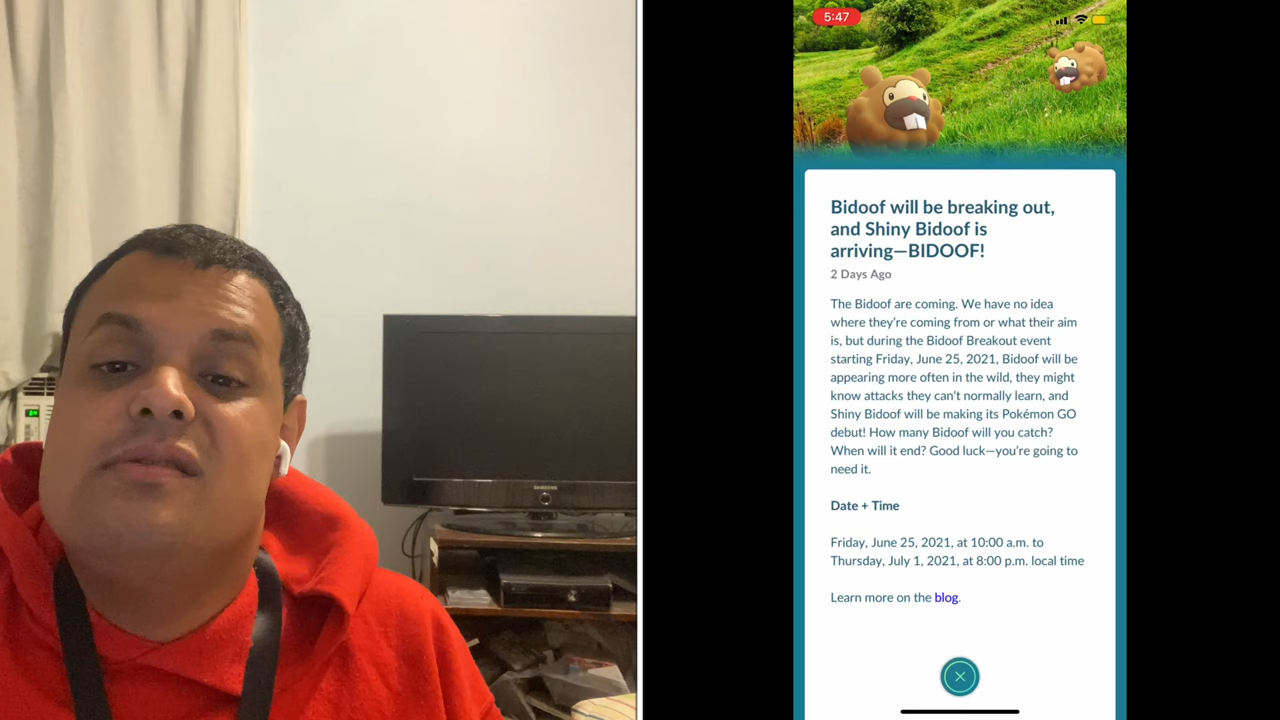 5:47
Bidoof will be breaking out,
and Shiny Bidoof is
arriving—BIDOOF!
2 Days Ago
The Bidoof are coming. We have no idea
where they're coming from or what their aim
is, but during the Bidoof Breakout event
starting Friday, June 25, 2021, Bidoof will be
appearing more often in the wild, they might
know attacks they can't normally learn, and
Shiny Bidoof will be making its Pokémon GO
debut! How many Bidoof will you catch?
When will it end? Good luck—you're going to
need it.
Date + Time
Friday, June 25, 2021, at 10:00 a.m. to
Thursday, July 1, 2021, at 8:00 p.m. local time
Learn more on the blog.
SAMSUNG